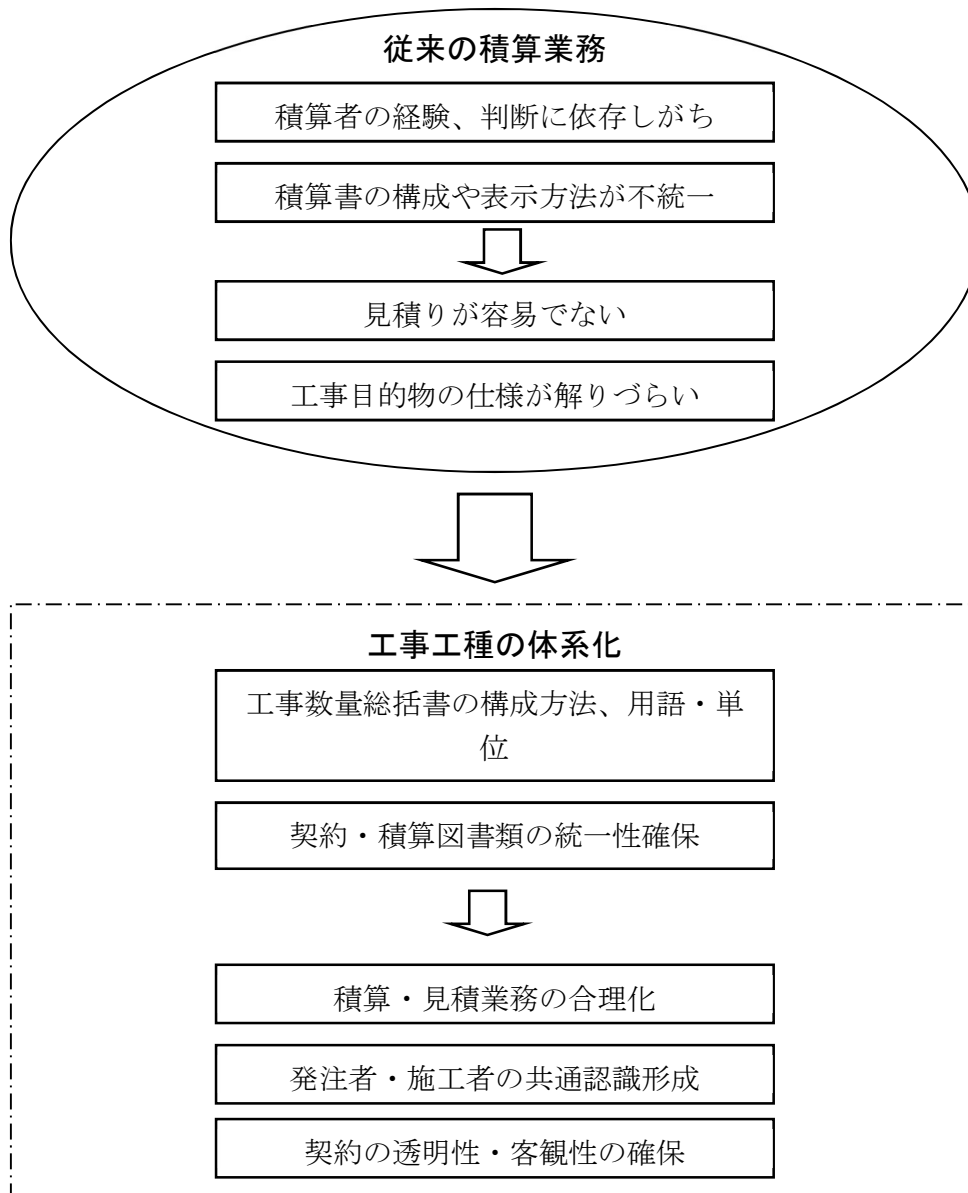 従来の積算業務
積算者の経験、判断に依存しがち
積算書の構成や表示方法が不統一
見積りが容易でない
工事目的物の仕様が解りづらい
工事工種の体系化
工事数量総括書の構成方法、用語・単
位
契約・積算図書類の統一性確保
積算・見積業務の合理化
発注者・施工者の共通認識形成
契約の透明性・客観性の確保